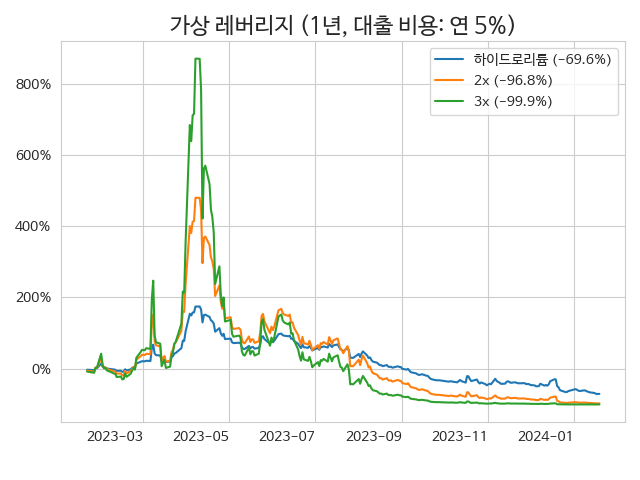 가상 레버리지 (1년, 대출 비용: 연 5%)
하이드로리튬 (-69.6%)
2x (-96.8%)
3x (-99.9%)
800%
600%
400%
200%
0%
2023-03
2023-05
2023-07
2023-09
2023-11
2024-01